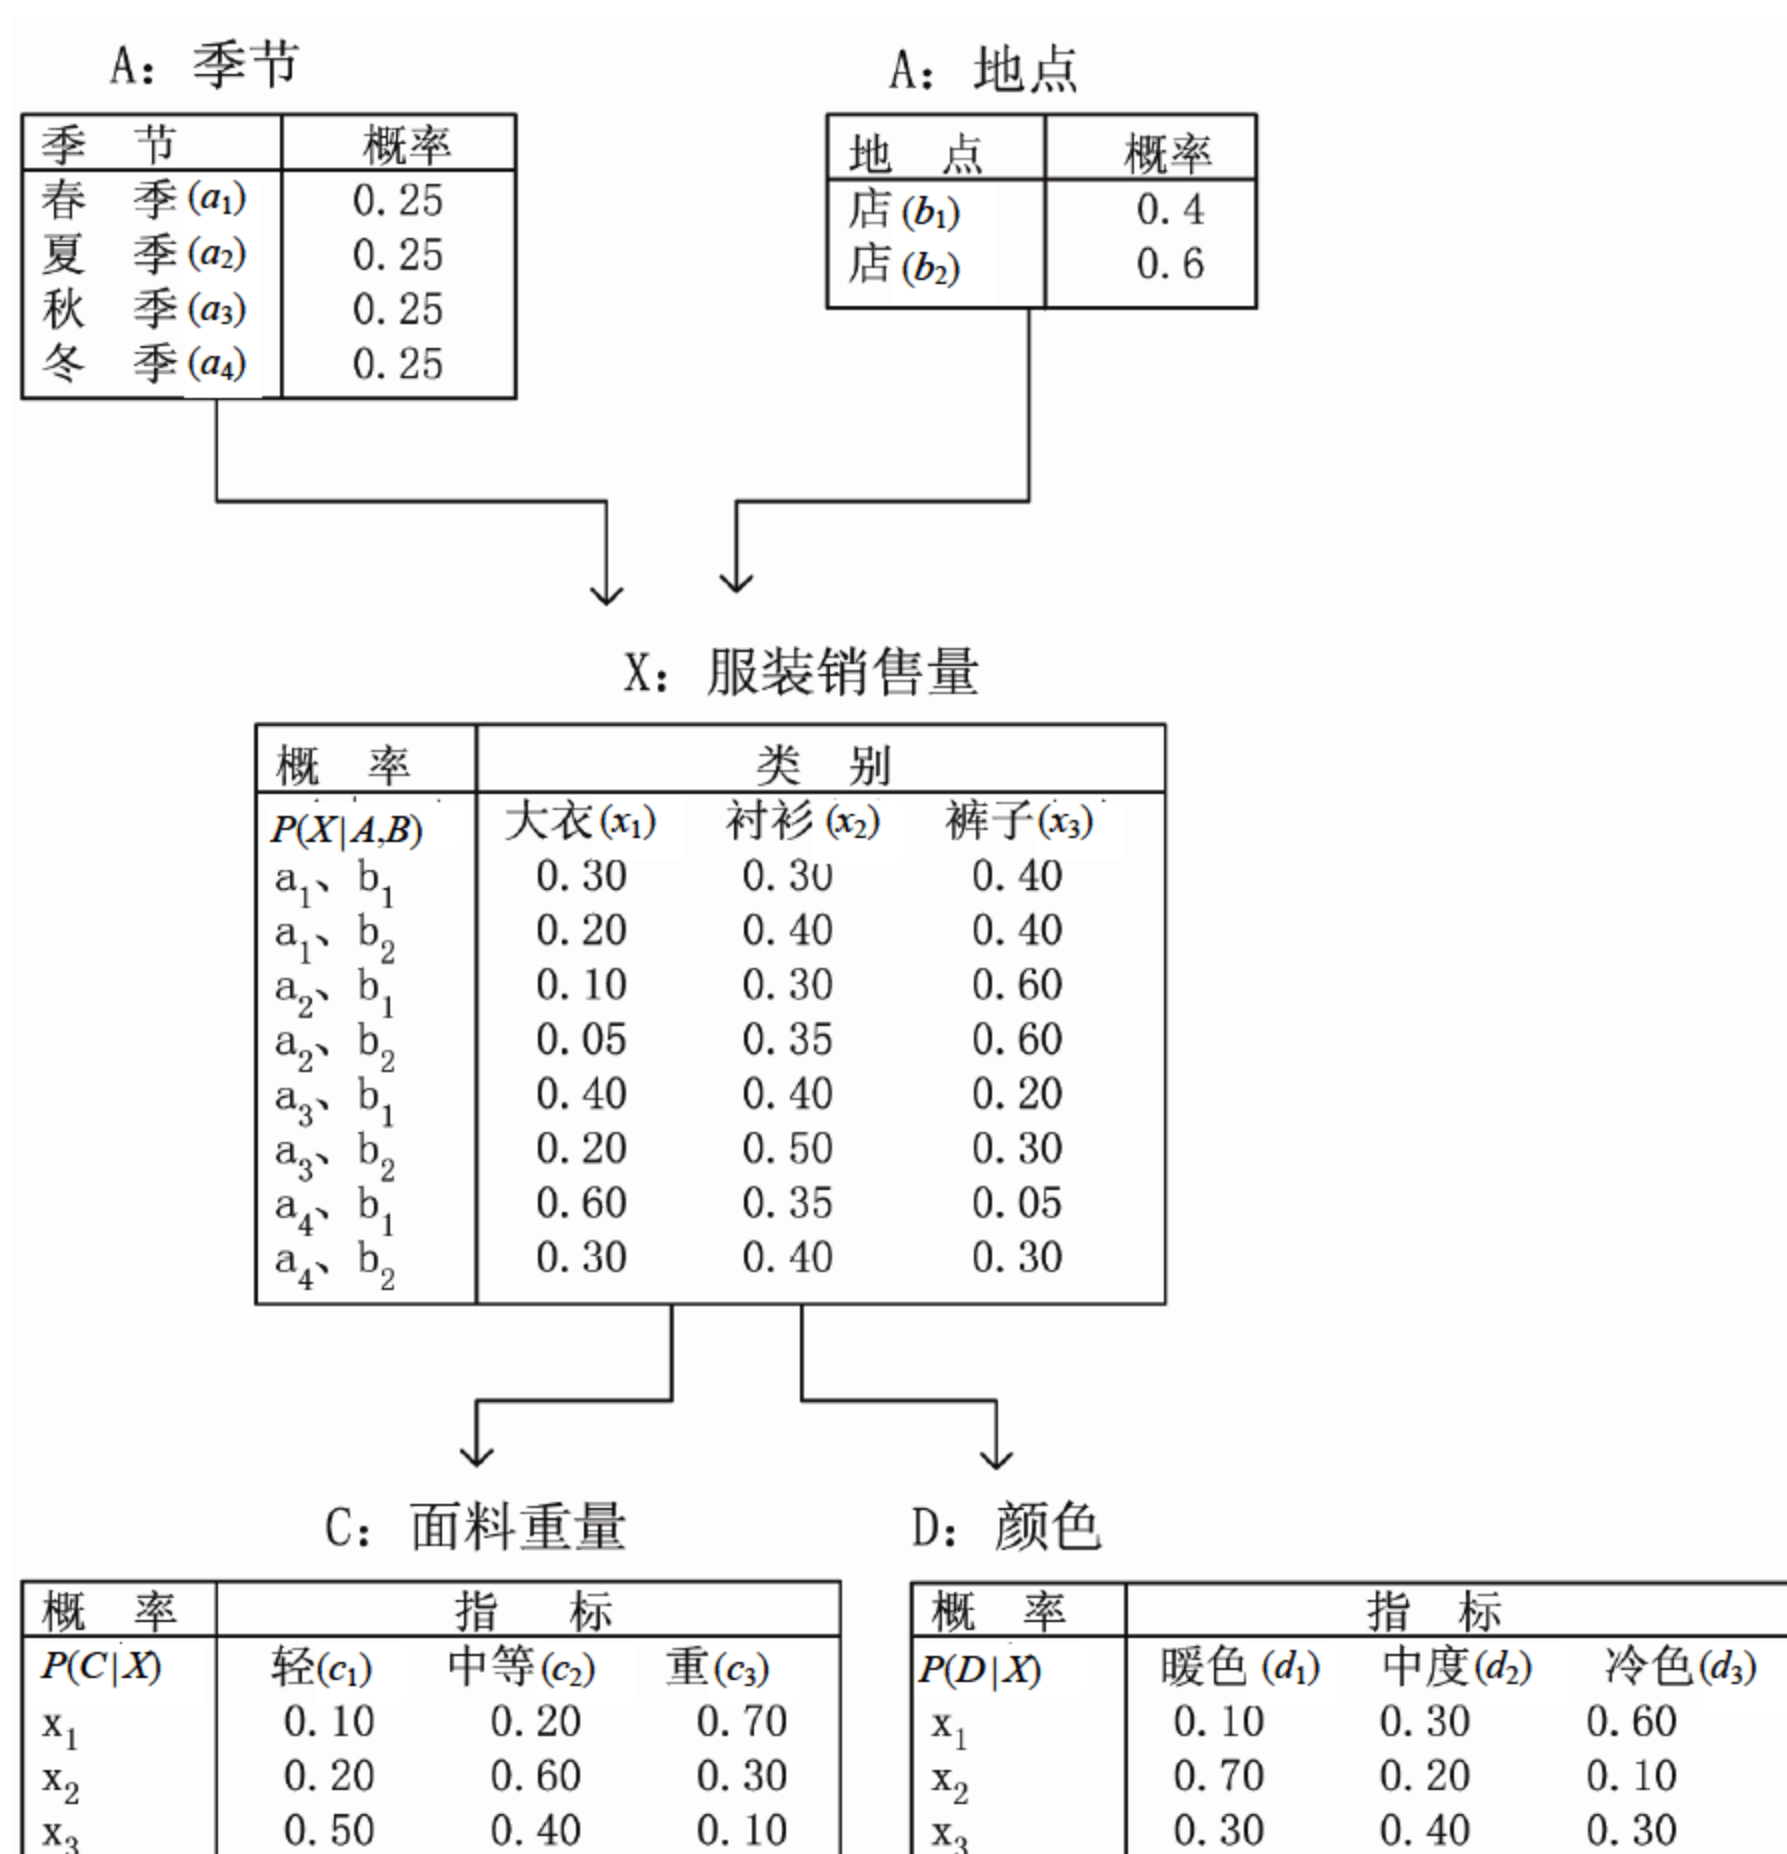 A: 季节
季 节 概率
春 季(a₁) 0.25
夏 季(a₂) 0.25
秋 季(a₃) 0.25
冬 季(a₄) 0.25
A: 地点
地 点 概率
店(b₁) 0.4
店(b₂) 0.6
X: 服装销售量
概 率 类 别
P(X|A,B) 大衣(x₁) 衬衫(x₂) 裤子(x₃)
a₁、b₁ 0.30 0.30 0.40
a₁、b₂ 0.20 0.40 0.40
a₂、b₁ 0.10 0.30 0.60
a₂、b₂ 0.05 0.35 0.60
a₃、b₁ 0.40 0.40 0.20
a₃、b₂ 0.20 0.50 0.30
a₄、b₁ 0.60 0.35 0.05
a₄、b₂ 0.30 0.40 0.30
C: 面料重量
概 率 指 标
P(C|X) 轻(c₁) 中等(c₂) 重(c₃)
x₁ 0.10 0.20 0.70
x₂ 0.20 0.60 0.30
x₃ 0.50 0.40 0.10
D: 颜色
概 率 指 标
P(D|X) 暖色(d₁) 中度(d₂) 冷色(d₃)
x₁ 0.10 0.30 0.60
x₂ 0.70 0.20 0.10
x₃ 0.30 0.40 0.30